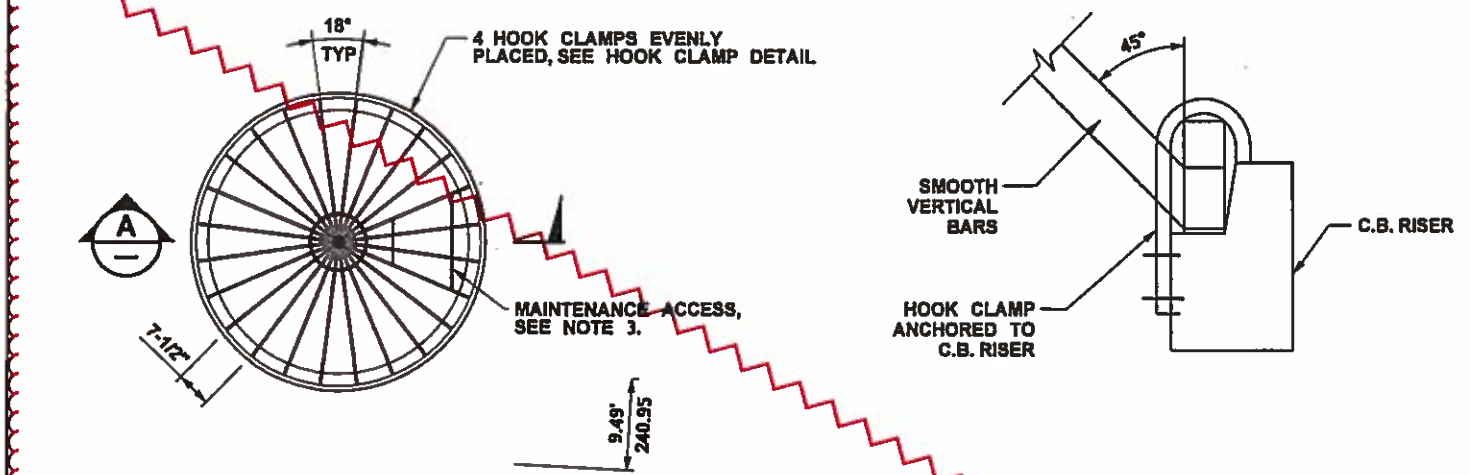 18°
TYP
4 HOOK CLAMPS EVENLY
PLACED, SEE HOOK CLAMP DETAIL
A
MAINTENANCE ACCESS,
SEE NOTE 3.
7-1/2"
9.49'
240.95
45°
SMOOTH
VERTICAL
BARS
C.B. RISER
HOOK CLAMP
ANCHORED TO
C.B. RISER